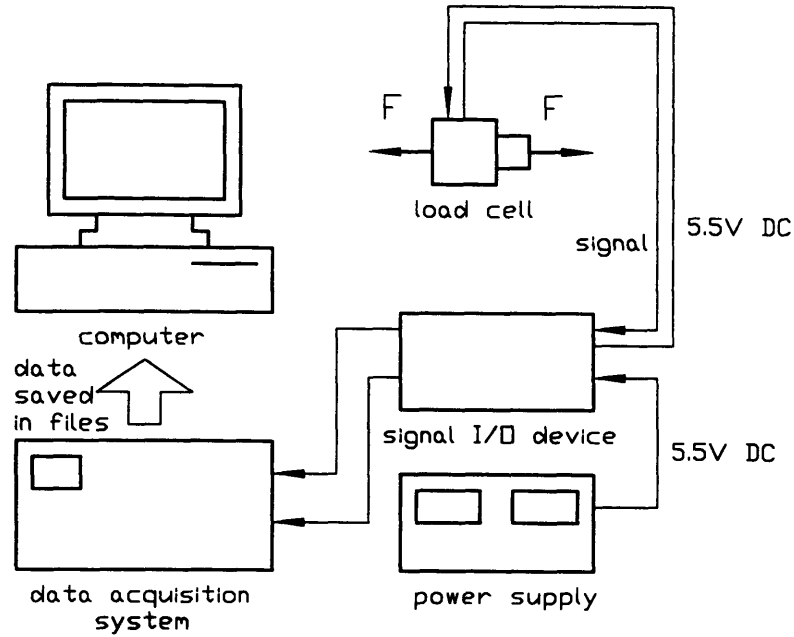 F
F
load cell
signal
5.5V DC
computer
data
saved
in files
signal I/O device
5.5V DC
data acquisition
system
power supply